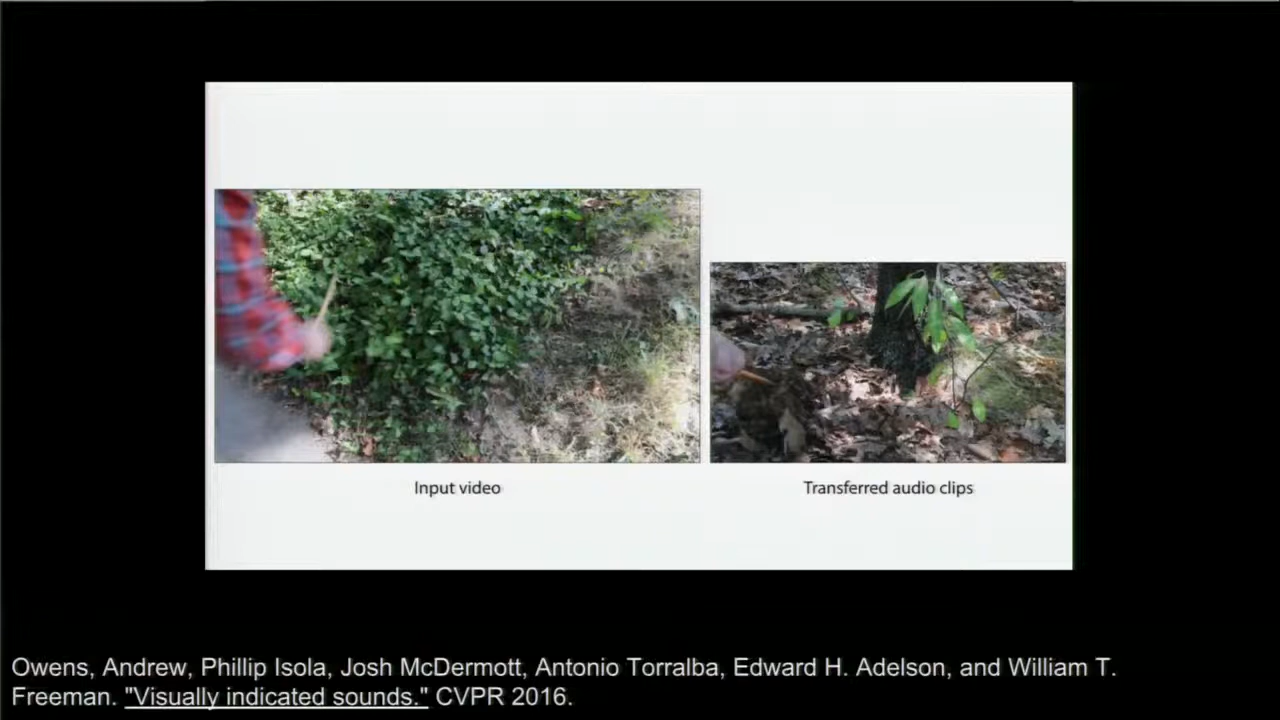 Input video
Transferred audio clips
Owens, Andrew, Phillip Isola, Josh McDermott, Antonio Torralba, Edward H. Adelson, and William T.
Freeman. "Visually indicated sounds." CVPR 2016.